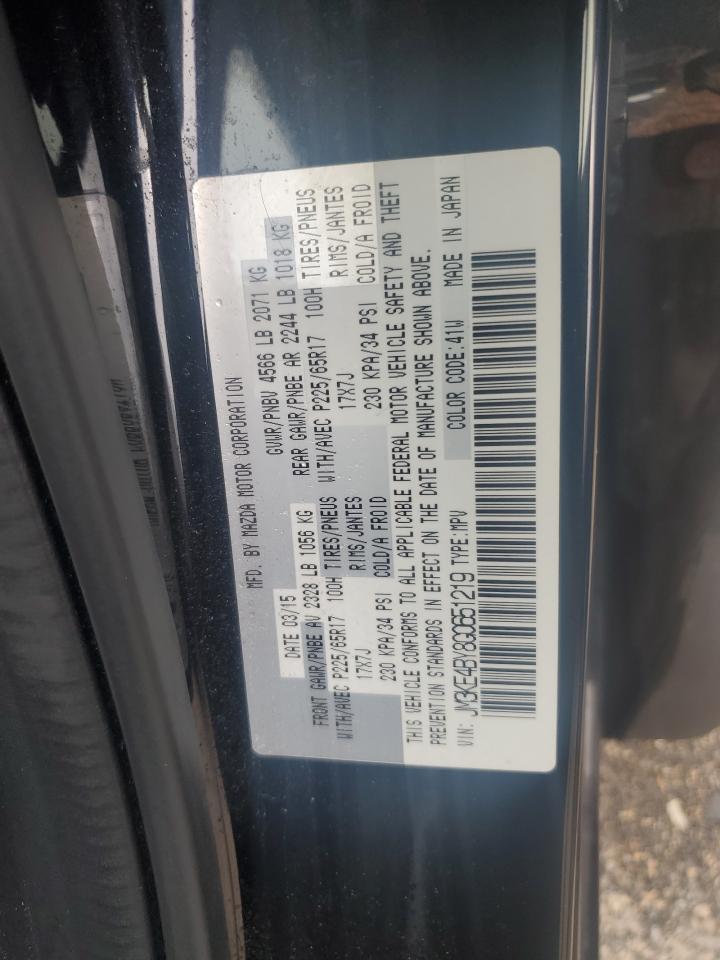 MFD. BY MAZDA MOTOR CORPORATION
DATE 03/15 GVWR/PNBV 4566 LB 2071 KG
FRONT GAWR/PNBE AV 2328 LB 1056 KG REAR GAWR/PNBE AR 2244 LB 1018 KG
WITH/AVEC P225/65R17 100H TIRES/PNEUS WITH/AVEC P225/65R17 100H TIRES/PNEUS
17X7J RIMS/JANTES 17X7J RIMS/JANTES
230 KPA/34 PSI COLD/A FROID 230 KPA/34 PSI COLD/A FROID
THIS VEHICLE CONFORMS TO ALL APPLICABLE FEDERAL MOTOR VEHICLE SAFETY AND THEFT
PREVENTION STANDARDS IN EFFECT ON THE DATE OF MANUFACTURE SHOWN ABOVE.
VIN: JM3KE4BY8G0651219 TYPE:MPV COLOR CODE:41W MADE IN JAPAN